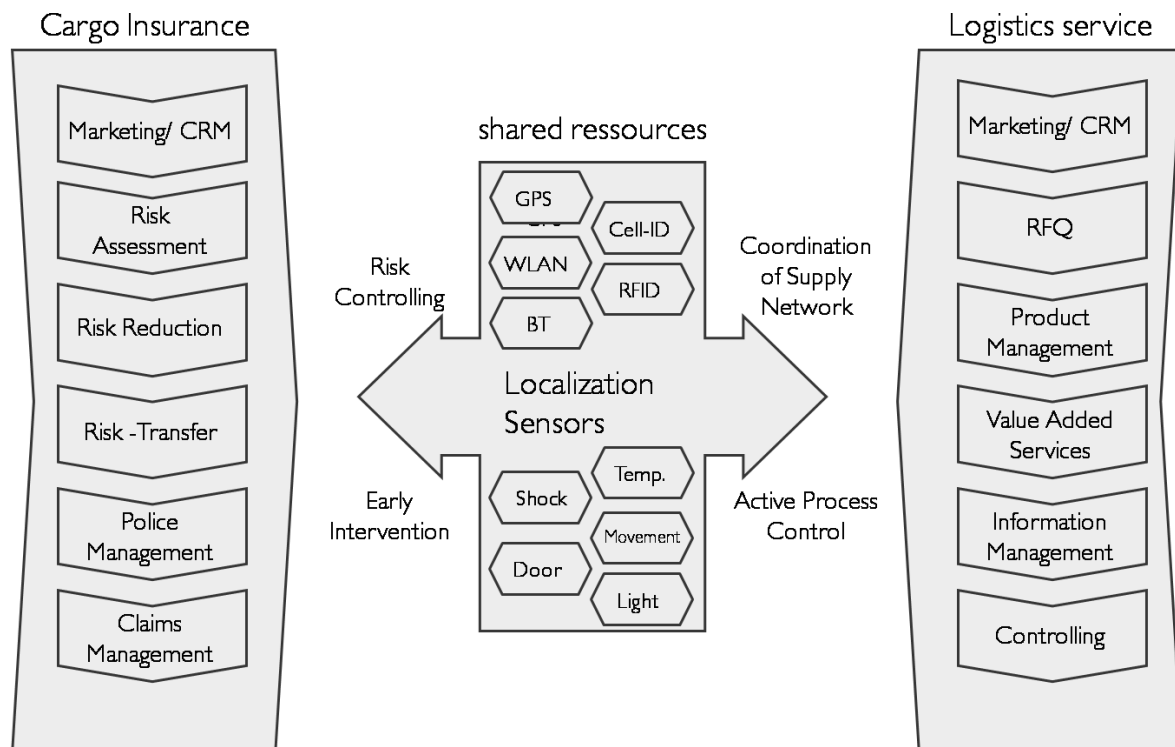 Cargo Insurance
Marketing/ CRM
Risk
Assessment
Risk Reduction
Risk -Transfer
Police
Management
Claims
Management
Risk
Controlling
Early
Intervention
shared ressources
GPS
Cell-ID
WLAN
RFID
BT
Localization
Sensors
Temp.
Shock
Movement
Door
Light
Coordination
of Supply
Network
Active Process
Control
Logistics service
Marketing/ CRM
RFQ
Product
Management
Value Added
Services
Information
Management
Controlling